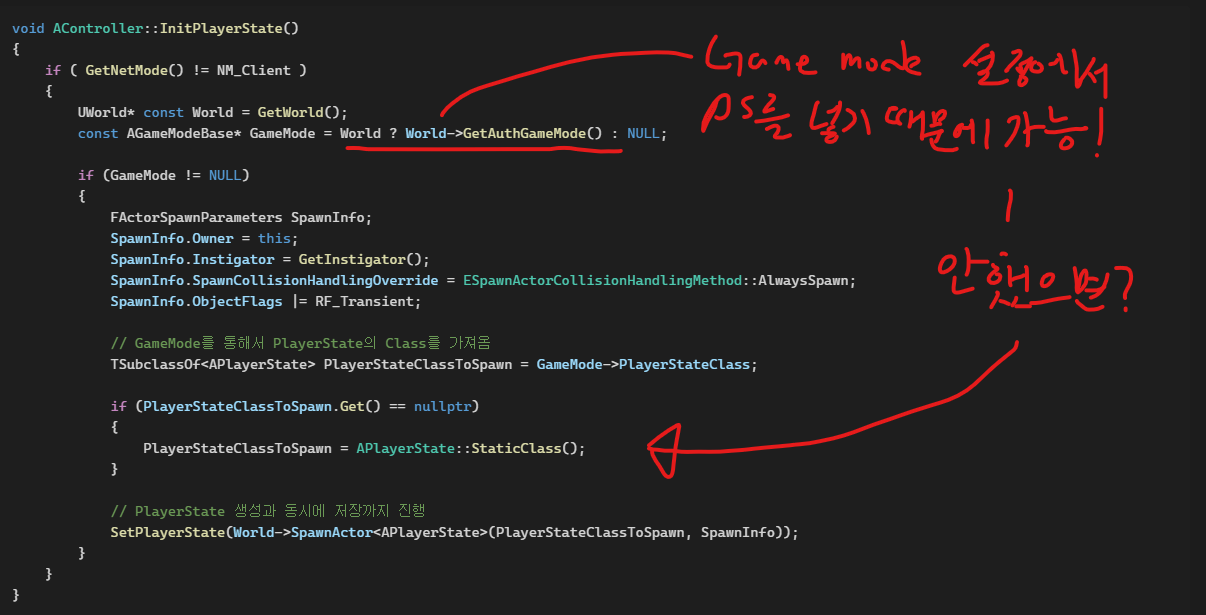 void AController::InitPlayerState()
{
if ( GetNetMode() != NM_Client )
{
UWorld* const World = GetWorld();
const AGameModeBase* GameMode = World ? World->GetAuthGameMode() : NULL;
Game mode 설정에서
PS를 넣기 때문에 가능!
if (GameMode != NULL)
{
안했으면?
FActorSpawnParameters SpawnInfo;
SpawnInfo.Owner = this;
SpawnInfo.Instigator = GetInstigator();
SpawnInfo.SpawnCollisionHandlingOverride = ESpawnActorCollisionHandlingMethod::AlwaysSpawn;
SpawnInfo.ObjectFlags |= RF_Transient;
// GameMode를 통해서 PlayerState의 Class를 가져옴
TSubclassOf<APlayerState> PlayerStateClassToSpawn = GameMode->PlayerStateClass;
if (PlayerStateClassToSpawn.Get() == nullptr)
{
PlayerStateClassToSpawn = APlayerState::StaticClass();
}
// PlayerState 생성과 동시에 저장까지 진행
SetPlayerState(World->SpawnActor<APlayerState>(PlayerStateClassToSpawn, SpawnInfo));
}
}
}